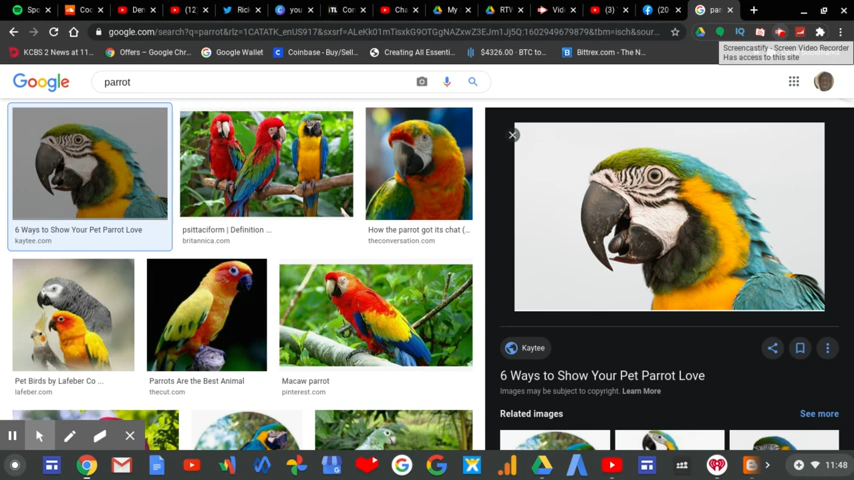 Spo
Coo
Der
(12
Rick
you
Con
Cha
My
RTV
Vid
(3)
(20
par
google.com/search?q=parrot&rlz=1CATATK_enUS917&sxsrf=ALeKk01mTisxkG9OTGgNAZxwZ3EJm1Jj5Q:1602949679879&tbm=isch&sour...
KCBS 2 News at 11...
Offers – Google Chr...
Google Wallet
Coinbase - Buy/Sell...
Creating All Essenti...
$4326.00 - BTC to...
Bittrex.com - The N...
Screencastify - Screen Video Recorder
Has access to this site
Google
parrot
6 Ways to Show Your Pet Parrot Love
kaytee.com
psittaciform | Definition ...
britannica.com
How the parrot got its chat (...
theconversation.com
Pet Birds by Lafeber Co ...
lafeber.com
Parrots Are the Best Animal
thecut.com
Macaw parrot
pinterest.com
Kaytee
6 Ways to Show Your Pet Parrot Love
Images may be subject to copyright. Learn More
Related images
See more
11:48